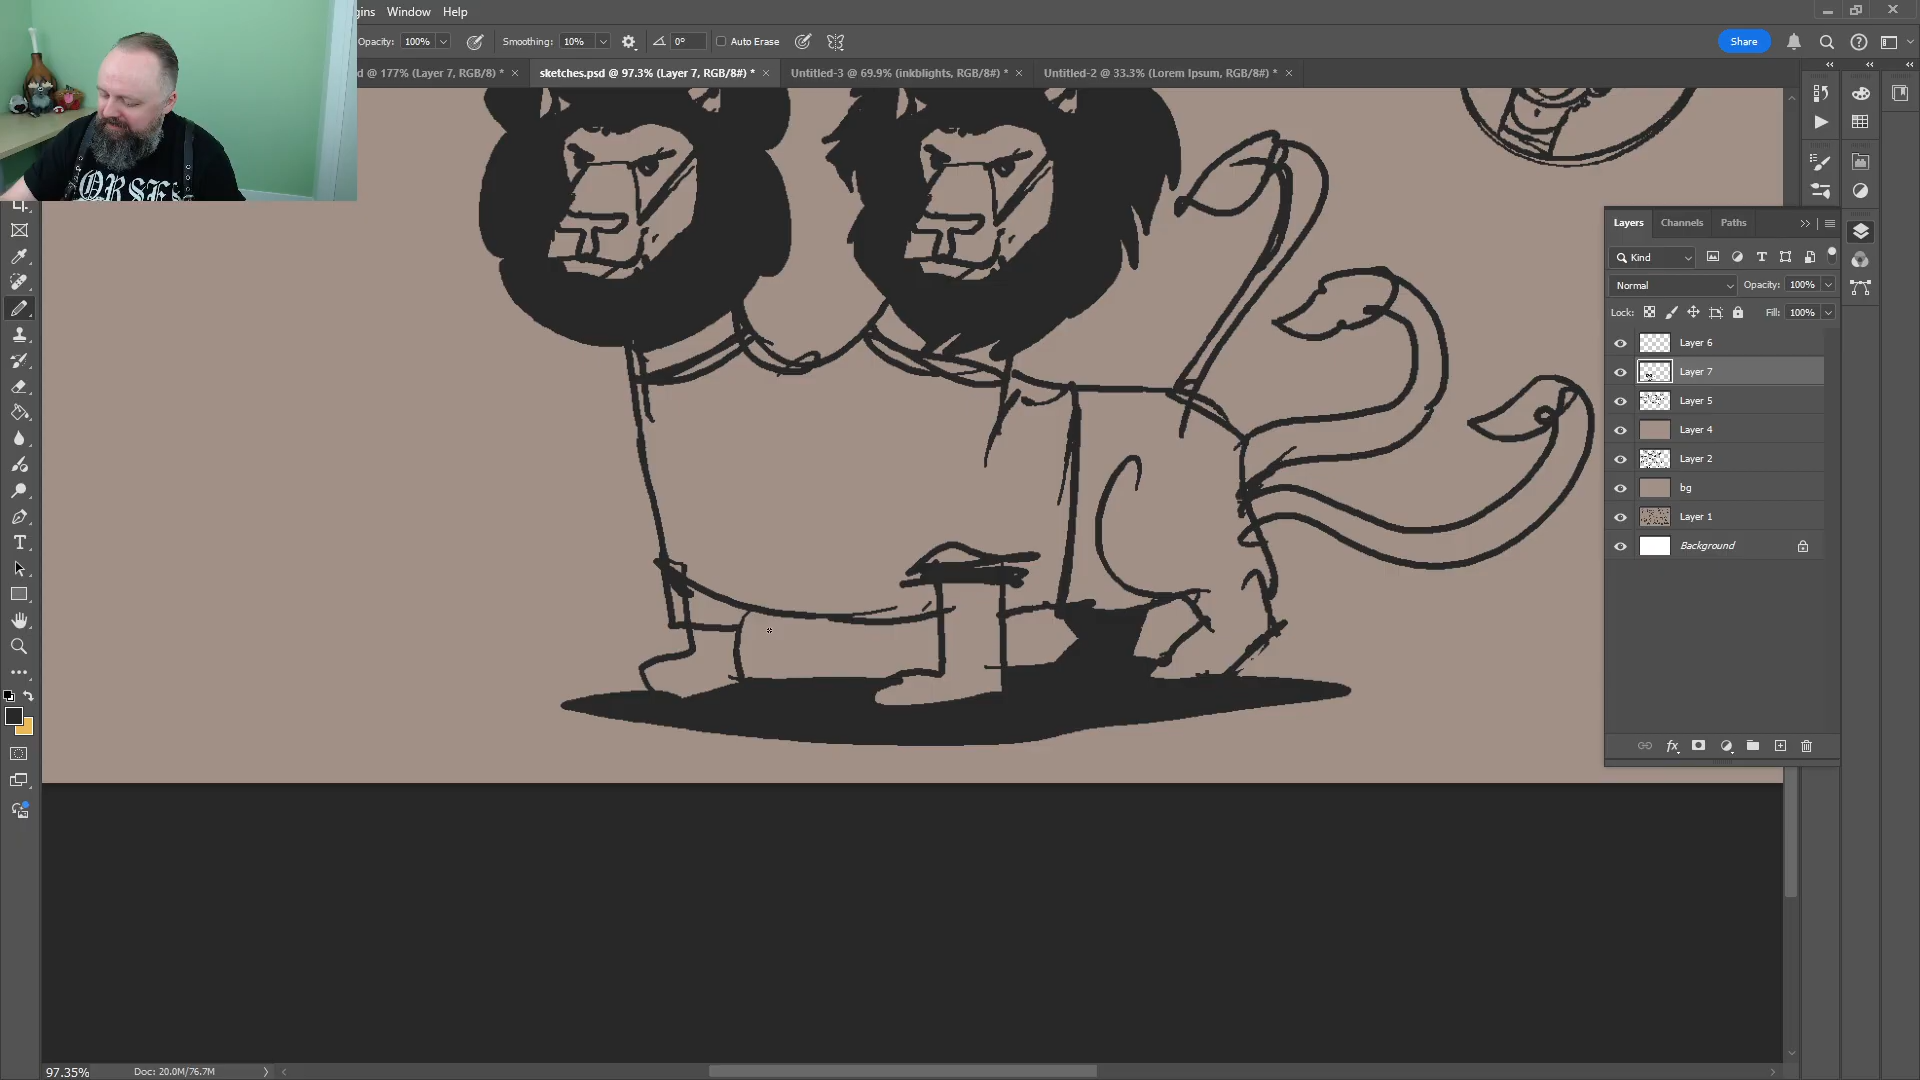 gins Window Help
Opacity: 100% Smoothing: 10% 0° Auto Erase Share
d @ 177% (Layer 7, RGB/8) * sketches.psd @ 97.3% (Layer 7, RGB/8#) * Untitled-3 @ 69.9% (inkblights, RGB/8#) * Untitled-2 @ 33.3% (Lorem Ipsum, RGB/8#) *
Layers Channels Paths
Kind
Normal Opacity: 100%
Lock: Fill: 100%
Layer 6
Layer 7
Layer 5
Layer 4
Layer 2
bg
Layer 1
Background
97.35% Doc: 20.0M/76.7M